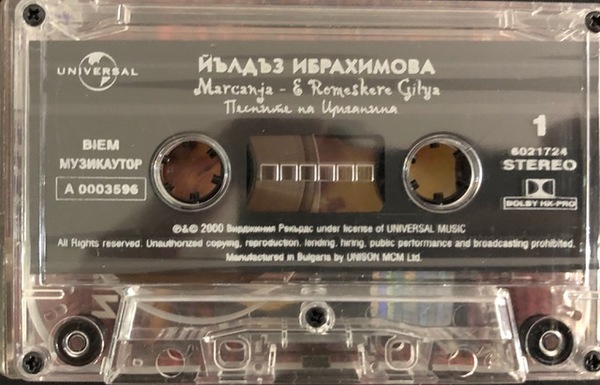 UNIVERSAL
ЙЪЛДЪЗ ИБРАХИМОВА
Marcanja - E Romeskere Gilya
Песните на Циганина
BIEM
МУЗИКАУТОР
A 0003596
1
6021724
STEREO
DOLBY HX-PRO
℗&© 2000 Вирджиния Рекърдс under license of UNIVERSAL MUSIC
All Rights reserved. Unauthorized copying, reproduction, lending, hiring, public performance and broadcasting prohibited.
Manufactured in Bulgaria by UNISON MCM Ltd.